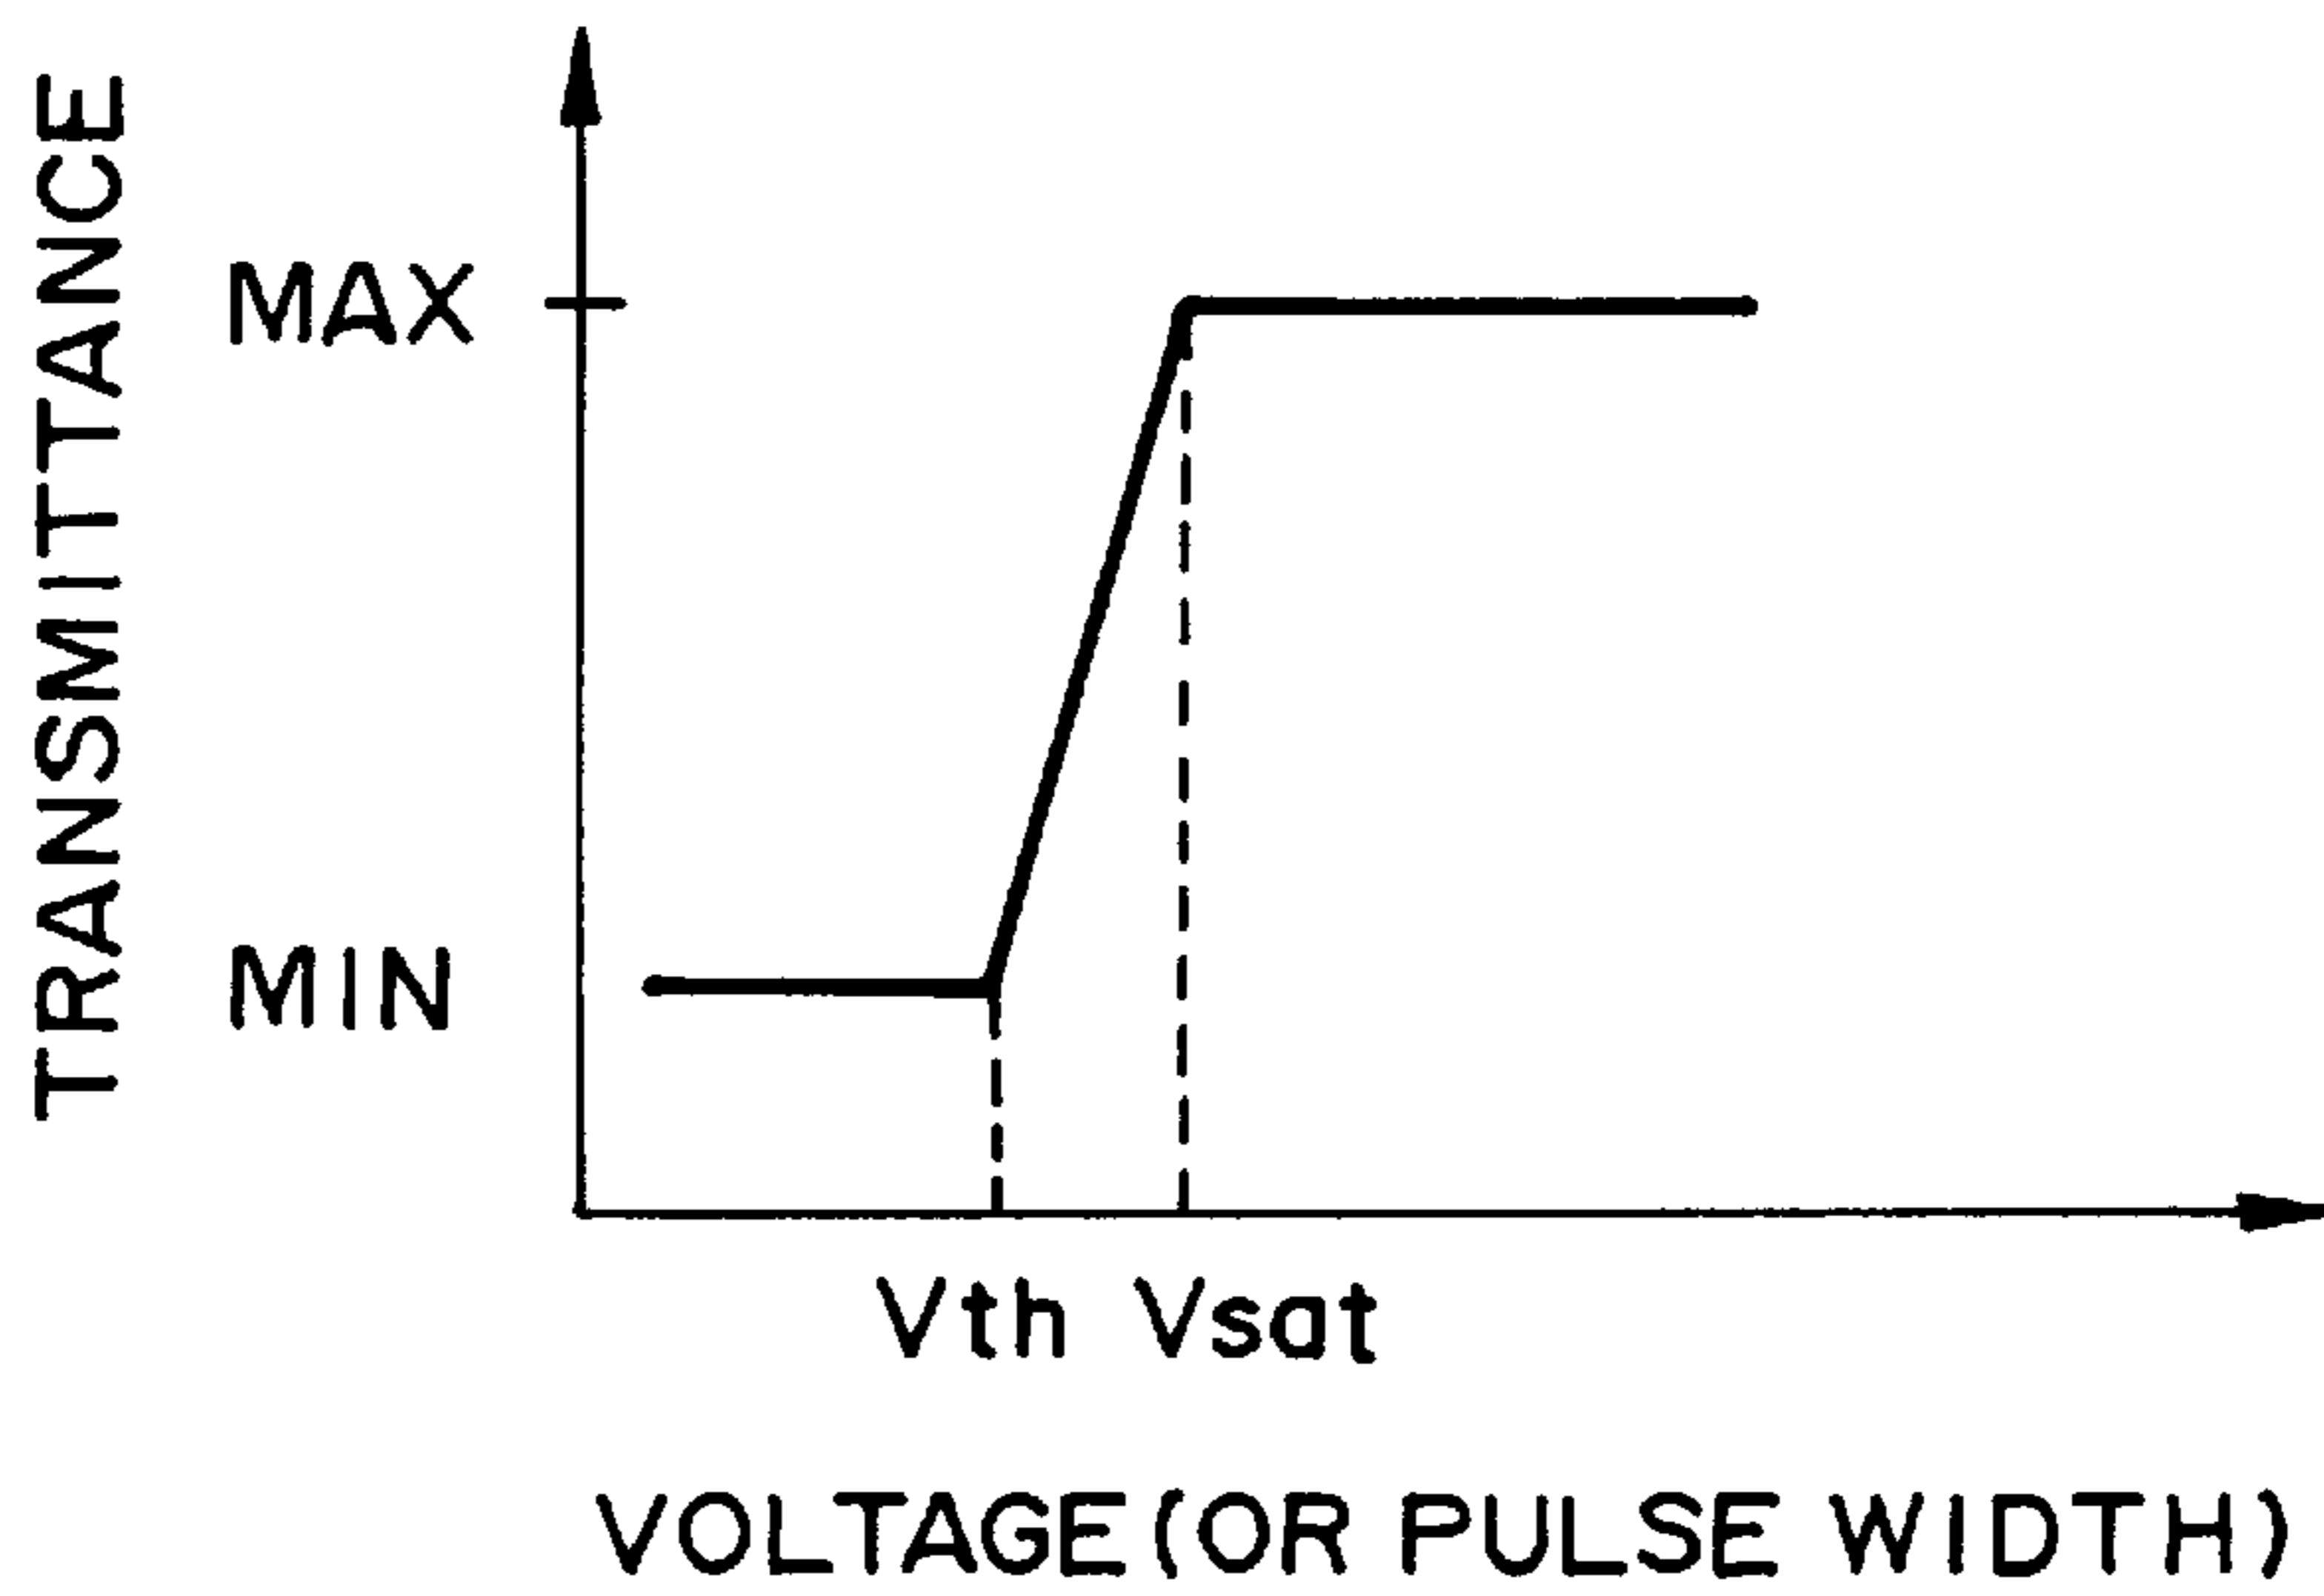 TRANSMITTANCE
MAX
MIN
Vth Vsat
VOLTAGE(OR PULSE WIDTH)